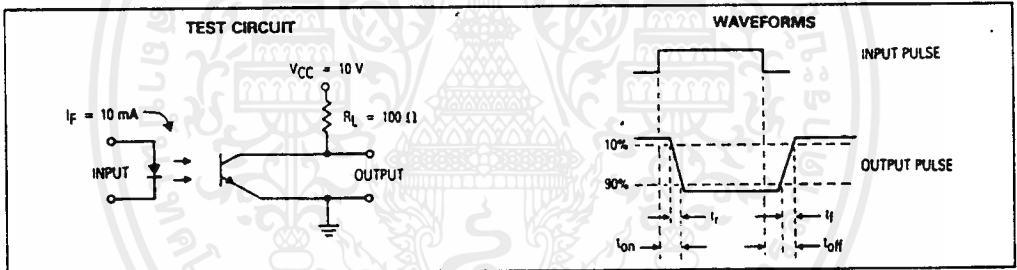 TEST CIRCUIT
VCC = 10 V
IF = 10 mA
RL = 100 Ω
INPUT
OUTPUT
WAVEFORMS
INPUT PULSE
10%
OUTPUT PULSE
90%
tr
tf
ton
toff